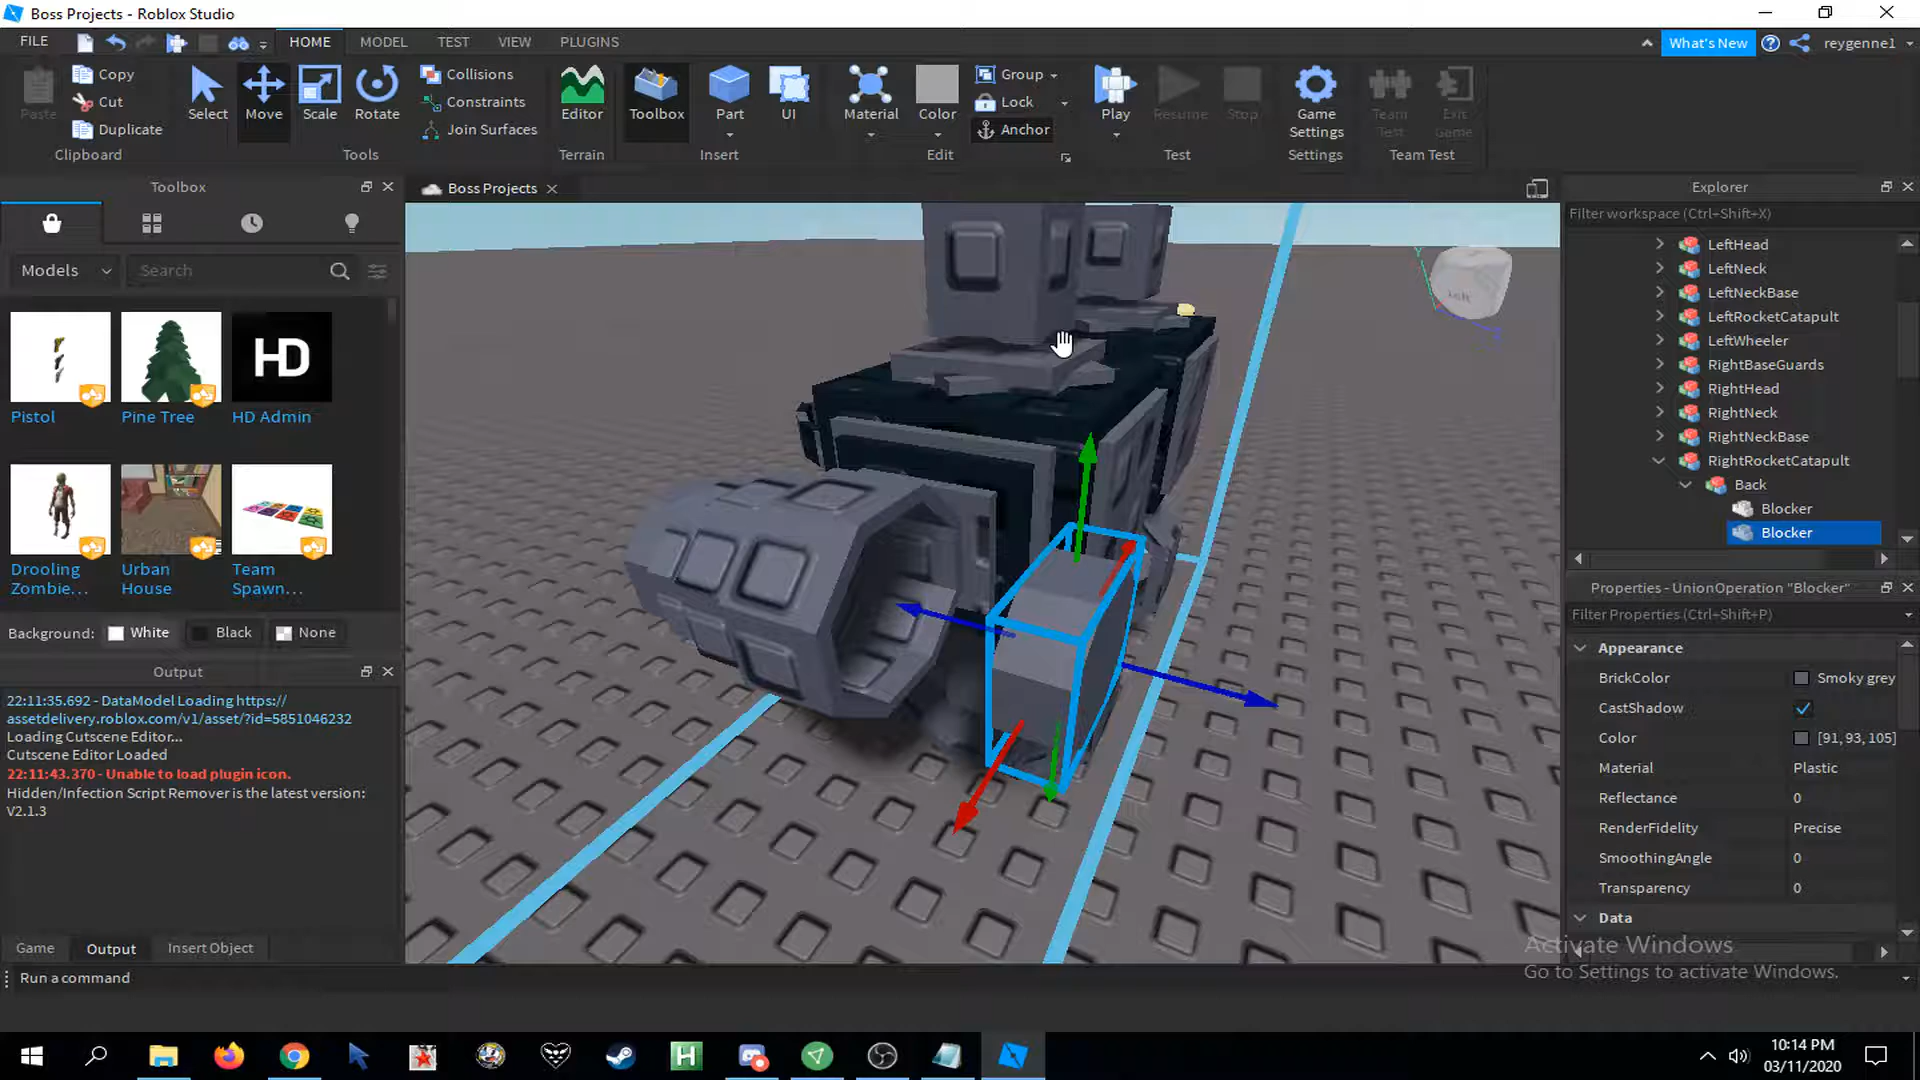 Boss Projects - Roblox Studio
FILE
HOME
MODEL
TEST
VIEW
PLUGINS
What's New
reygenne1
Paste
Copy
Cut
Duplicate
Clipboard
Select
Move
Scale
Rotate
Tools
Collisions
Constraints
Join Surfaces
Editor
Terrain
Toolbox
Part
UI
Insert
Material
Color
Group
Lock
Anchor
Edit
Play
Resume
Stop
Test
Game
Settings
Settings
Team
Test
Exit
Game
Team Test
Toolbox
Models
Search
Pistol
Pine Tree
HD
HD Admin
Drooling
Zombie...
Urban
House
Team
Spawn...
Background:
White
Black
None
Output
22:11:35.692 - DataModel Loading https://
assetdelivery.roblox.com/v1/asset/?id=5851046232
Loading Cutscene Editor...
Cutscene Editor Loaded
22:11:43.370 - Unable to load plugin icon.
Hidden/Infection Script Remover is the latest version:
V2.1.3
Game
Output
Insert Object
Run a command
Boss Projects
Left
Explorer
Filter workspace (Ctrl+Shift+X)
LeftHead
LeftNeck
LeftNeckBase
LeftRocketCatapult
LeftWheeler
RightBaseGuards
RightHead
RightNeck
RightNeckBase
RightRocketCatapult
Back
Blocker
Blocker
Properties - UnionOperation "Blocker"
Filter Properties (Ctrl+Shift+P)
Appearance
BrickColor Smoky grey
CastShadow
Color [91, 93, 105]
Material Plastic
Reflectance 0
RenderFidelity Precise
SmoothingAngle 0
Transparency 0
Data
Activate Windows
Go to Settings to activate Windows.
H
10:14 PM
03/11/2020